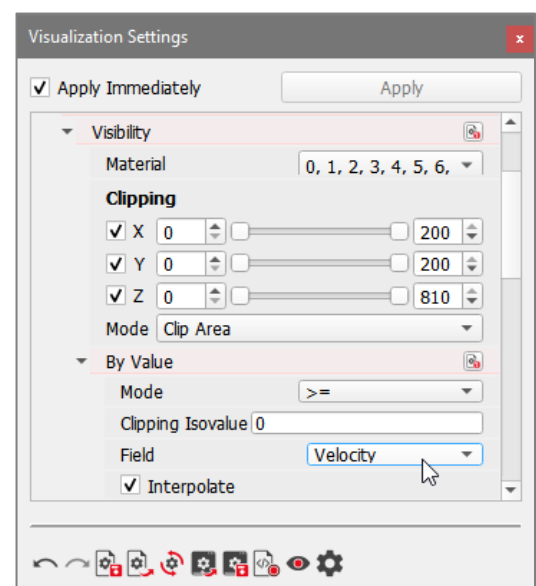 Visualization Settings
x
Apply Immediately Apply
Visibility
Material 0, 1, 2, 3, 4, 5, 6,
Clipping
X 0 200
Y 0 200
Z 0 810
Mode Clip Area
By Value
Mode >=
Clipping Isovalue 0
Field Velocity
Interpolate